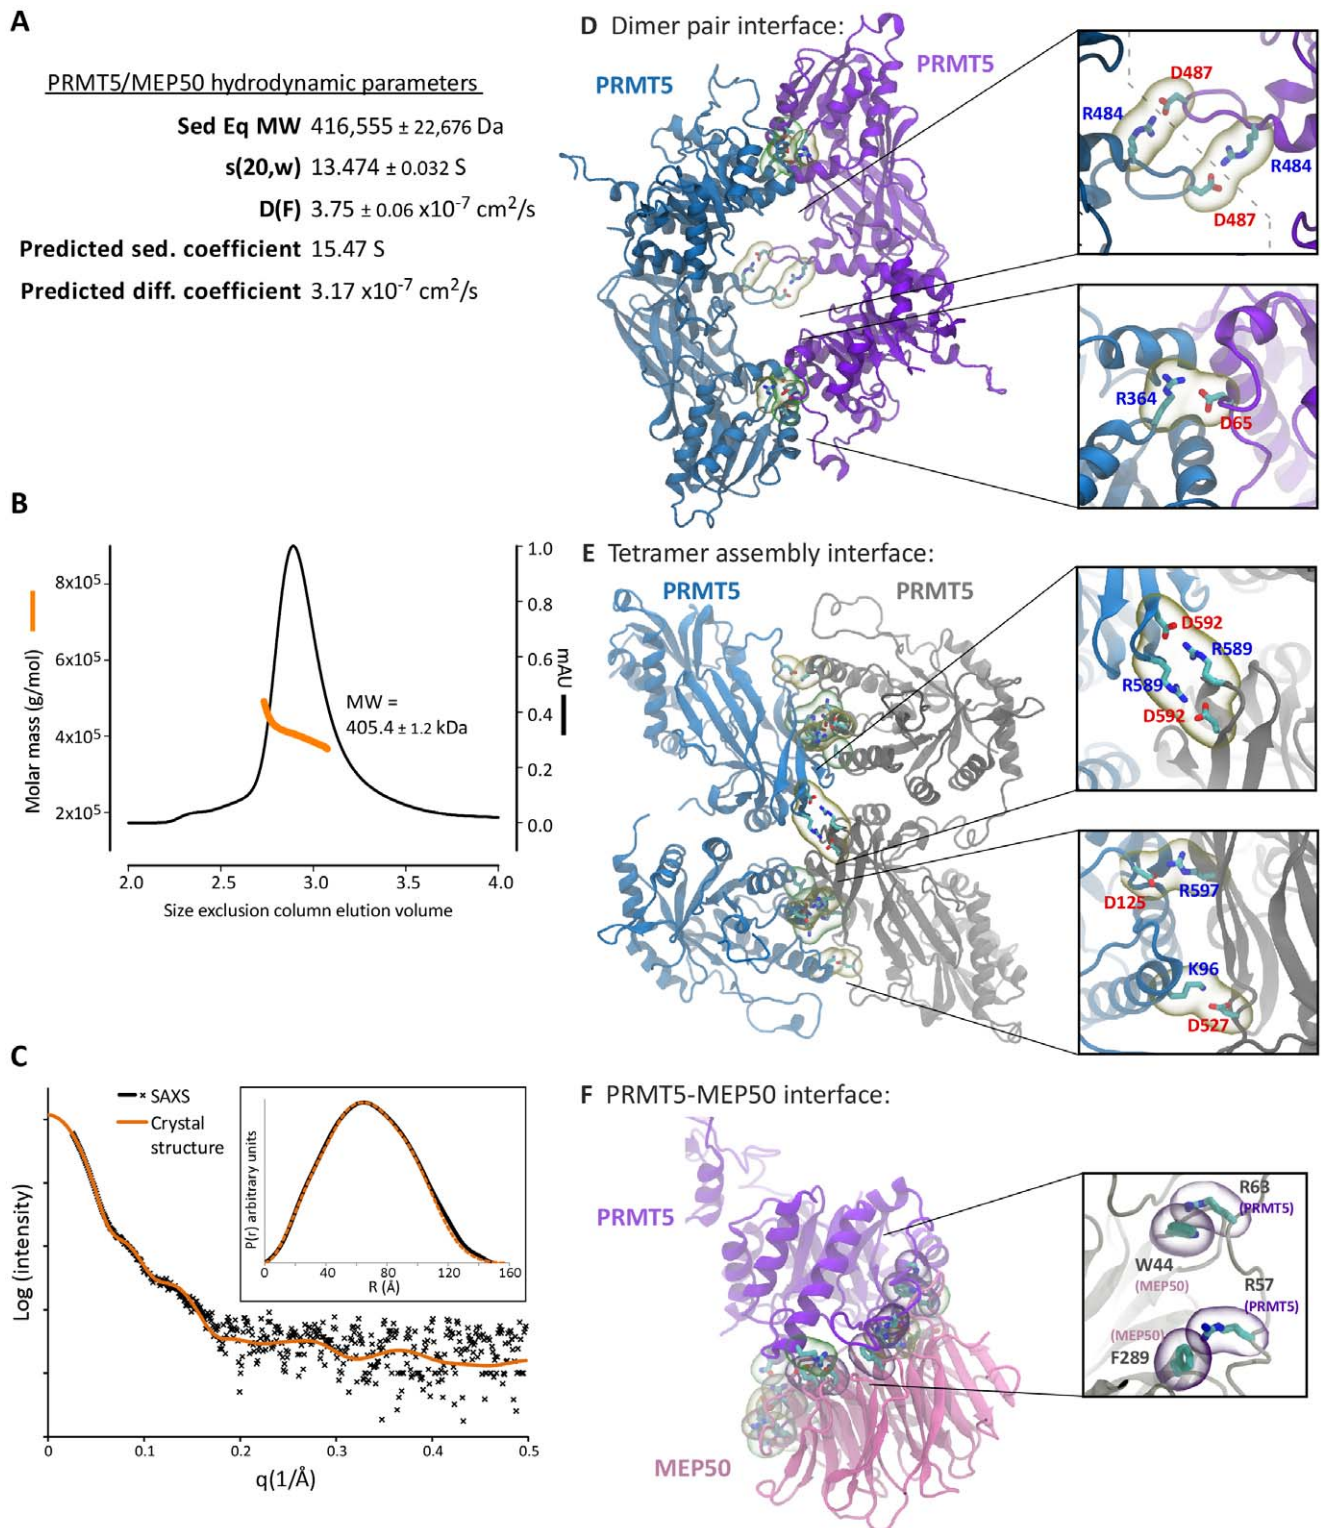 A
PRMT5/MEP50 hydrodynamic parameters
Sed Eq MW 416,555 ± 22,676 Da
s(20,w) 13.474 ± 0.032 S
D(F) 3.75 ± 0.06 x10⁻⁷ cm²/s
Predicted sed. coefficient 15.47 S
Predicted diff. coefficient 3.17 x10⁻⁷ cm²/s
B
Molar mass (g/mol)
8x10⁵
6x10⁵
4x10⁵
2x10⁵
MW =
405.4 ± 1.2 kDa
1.0
0.8
0.6
0.4
0.2
0.0
mAU
2.0 2.5 3.0 3.5 4.0
Size exclusion column elution volume
C
SAXS
Crystal
structure
Log (intensity)
P(r) arbitrary units
0 40 80 120 160
R (Å)
0 0.1 0.2 0.3 0.4 0.5
q(1/Å)
D Dimer pair interface:
PRMT5
PRMT5
D487
R484
R484
D487
R364
D65
E Tetramer assembly interface:
PRMT5
PRMT5
D592
R589
R589
D592
D125
R597
K96
D527
F PRMT5-MEP50 interface:
PRMT5
MEP50
R63
(PRMT5)
W44
(MEP50)
R57
(PRMT5)
(MEP50)
F289